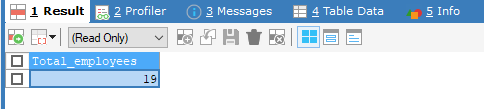 1 Result 2 Profiler 3 Messages 4 Table Data 5 Info
(Read Only)
Total_employees
19